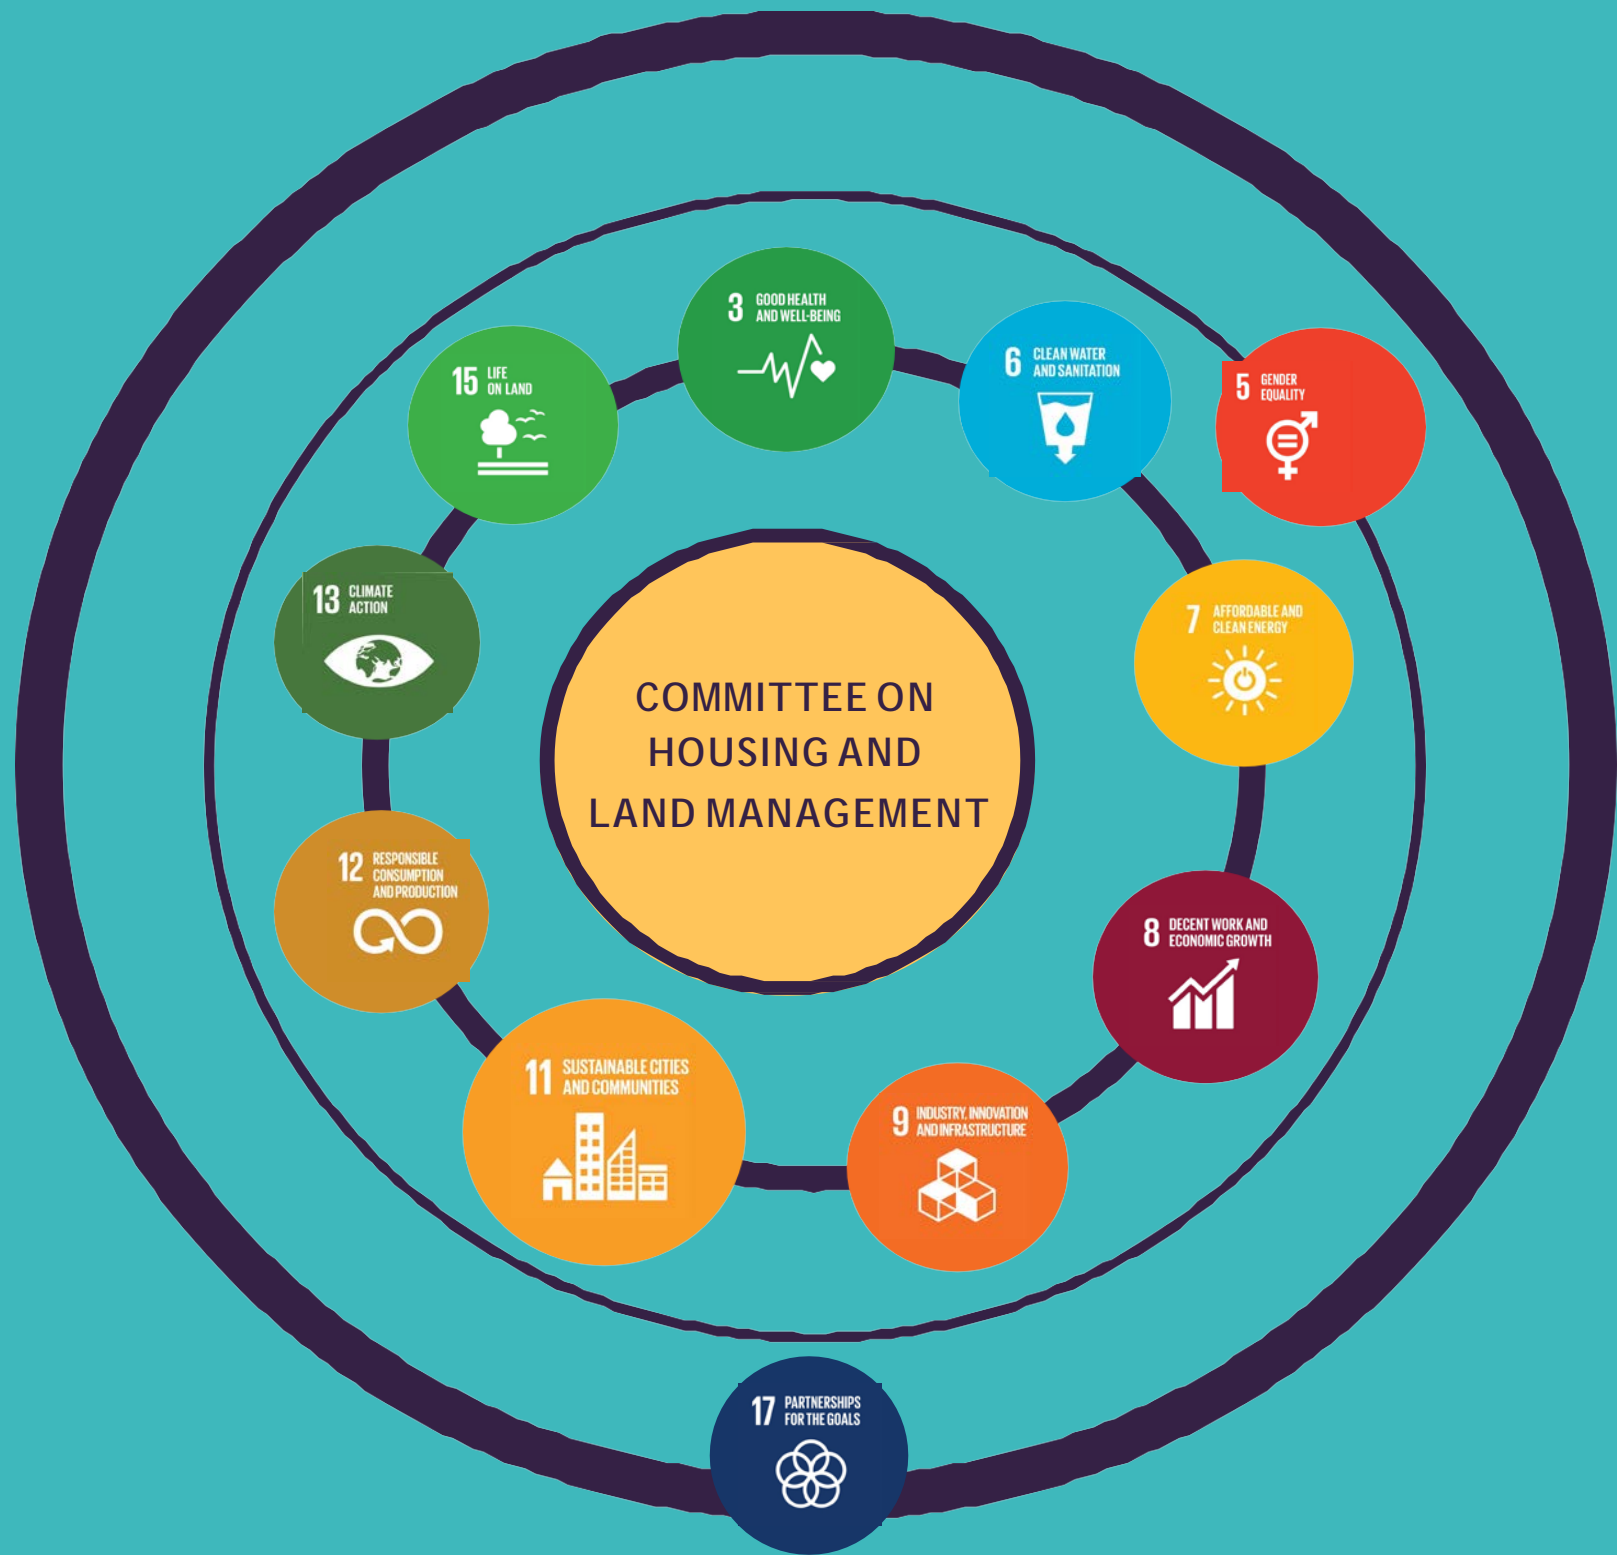 3 GOOD HEALTH
AND WELL-BEING
6 CLEAN WATER
AND SANITATION
5 GENDER
EQUALITY
15 LIFE
ON LAND
13 CLIMATE
ACTION
7 AFFORDABLE AND
CLEAN ENERGY
COMMITTEE ON
HOUSING AND
LAND MANAGEMENT
12 RESPONSIBLE
CONSUMPTION
AND PRODUCTION
8 DECENT WORK AND
ECONOMIC GROWTH
11 SUSTAINABLE CITIES
AND COMMUNITIES
9 INDUSTRY, INNOVATION
AND INFRASTRUCTURE
17 PARTNERSHIPS
FOR THE GOALS